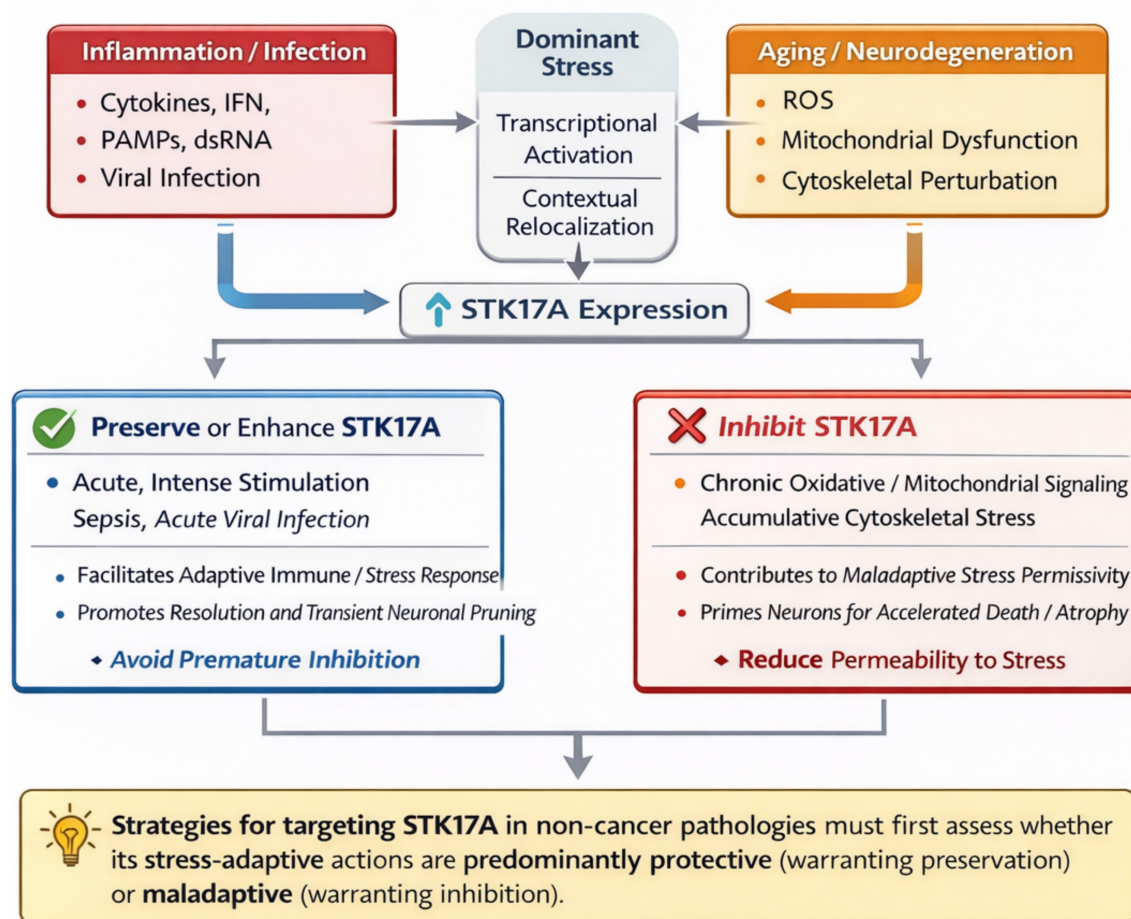 Inflammation / Infection
• Cytokines, IFN,
• PAMPs, dsRNA
• Viral Infection
Dominant
Stress
Transcriptional
Activation
Contextual
Relocalization
Aging / Neurodegeneration
• ROS
• Mitochondrial Dysfunction
• Cytoskeletal Perturbation
STK17A Expression
Preserve or Enhance STK17A
• Acute, Intense Stimulation
Sepsis, Acute Viral Infection
• Facilitates Adaptive Immune / Stress Response
• Promotes Resolution and Transient Neuronal Pruning
Avoid Premature Inhibition
Inhibit STK17A
• Chronic Oxidative / Mitochondrial Signaling
Accumulative Cytoskeletal Stress
• Contributes to Maladaptive Stress Permissivity
• Primes Neurons for Accelerated Death / Atrophy
Reduce Permeability to Stress
Strategies for targeting STK17A in non-cancer pathologies must first assess whether
its stress-adaptive actions are predominantly protective (warranting preservation)
or maladaptive (warranting inhibition).